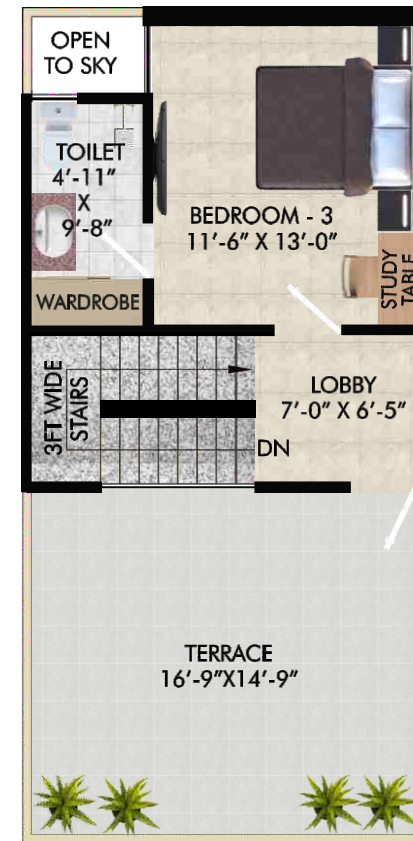 OPEN
TO SKY
TOILET
4'-11"
X
9'-8"
BEDROOM - 3
11'-6" X 13'-0"
STUDY
TABLE
WARDROBE
3FT WIDE
STAIRS
LOBBY
7'-0" X 6'-5"
DN
TERRACE
16'-9"X14'-9"